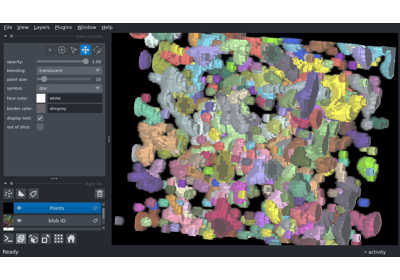 File View Layers Plugins Window Help
opacity: 1.00
blending: translucent
point size: 10
symbol: disc
face color: white
border color: dimgrey
display text:
out of slice:
Points
blob ID
Ready
activity